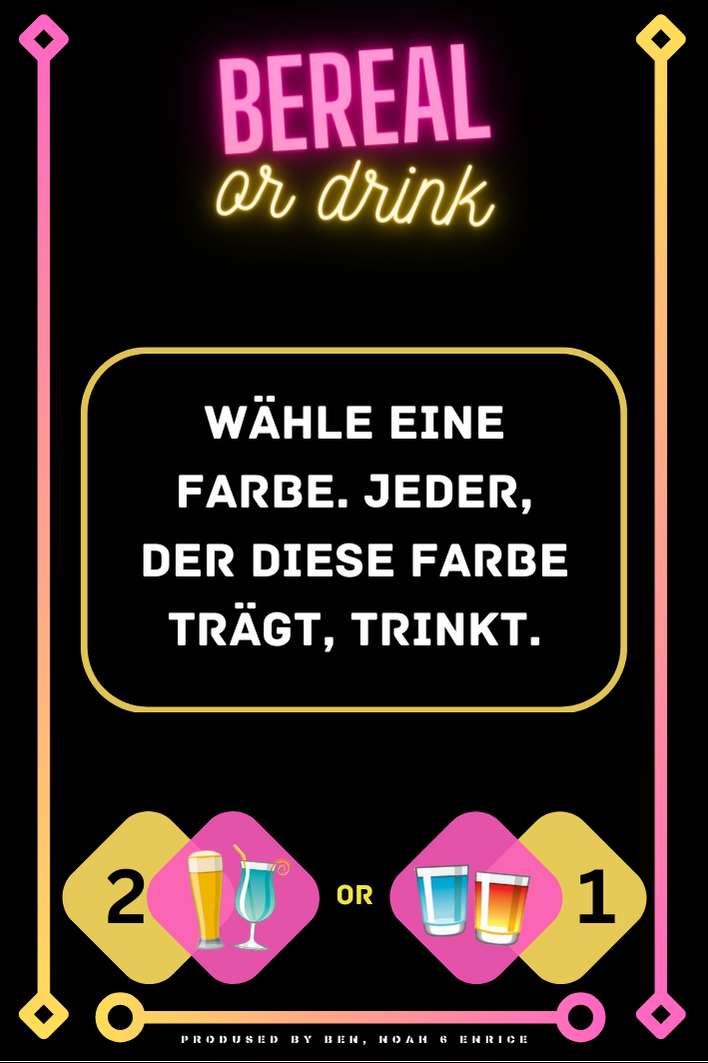 BEREAL
or drink
WÄHLE EINE
FARBE. JEDER,
DER DIESE FARBE
TRÄGT, TRINKT.
2 OR 1
PRODUSED BY BEN, NOAH & ENRICE